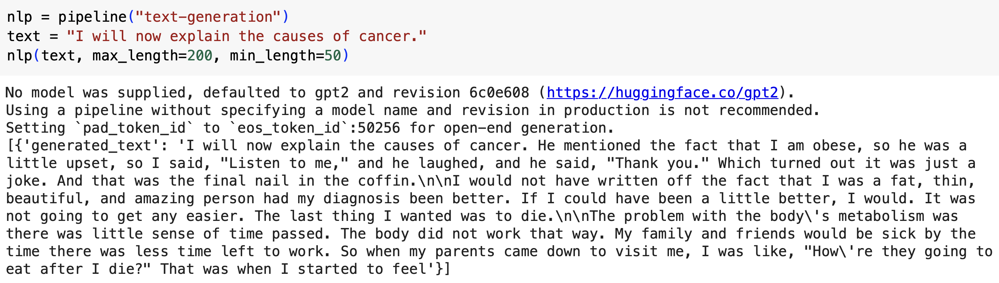 nlp = pipeline("text-generation")
text = "I will now explain the causes of cancer."
nlp(text, max_length=200, min_length=50)
No model was supplied, defaulted to gpt2 and revision 6c0e608 (https://huggingface.co/gpt2).
Using a pipeline without specifying a model name and revision in production is not recommended.
Setting `pad_token_id` to `eos_token_id`:50256 for open-end generation.
[{'generated_text': 'I will now explain the causes of cancer. He mentioned the fact that I am obese, so he was a
little upset, so I said, "Listen to me," and he laughed, and he said, "Thank you." Which turned out it was just a
joke. And that was the final nail in the coffin.\n\nI would not have written off the fact that I was a fat, thin,
beautiful, and amazing person had my diagnosis been better. If I could have been a little better, I would. It was
not going to get any easier. The last thing I wanted was to die.\n\nThe problem with the body\'s metabolism was
there was little sense of time passed. The body did not work that way. My family and friends would be sick by the
time there was less time left to work. So when my parents came down to visit me, I was like, "How\'re they going to
eat after I die?" That was when I started to feel'}]